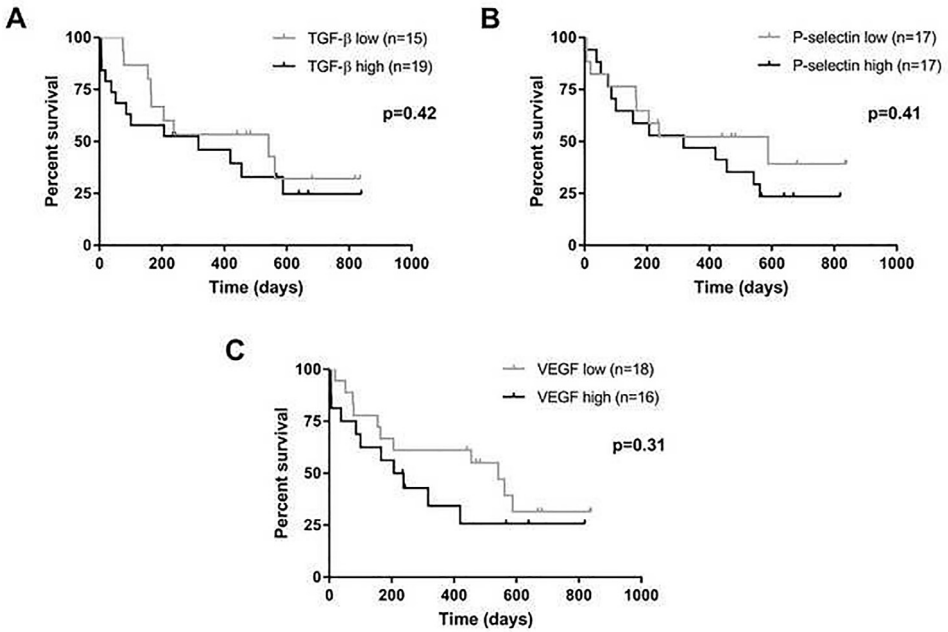 A
TGF-β low (n=15)
TGF-β high (n=19)
p=0.42
Percent survival
100
75
50
25
0
0 200 400 600 800 1000
Time (days)
B
P-selectin low (n=17)
P-selectin high (n=17)
p=0.41
Percent survival
100
75
50
25
0
0 200 400 600 800 1000
Time (days)
C
VEGF low (n=18)
VEGF high (n=16)
p=0.31
Percent survival
100
75
50
25
0
0 200 400 600 800 1000
Time (days)